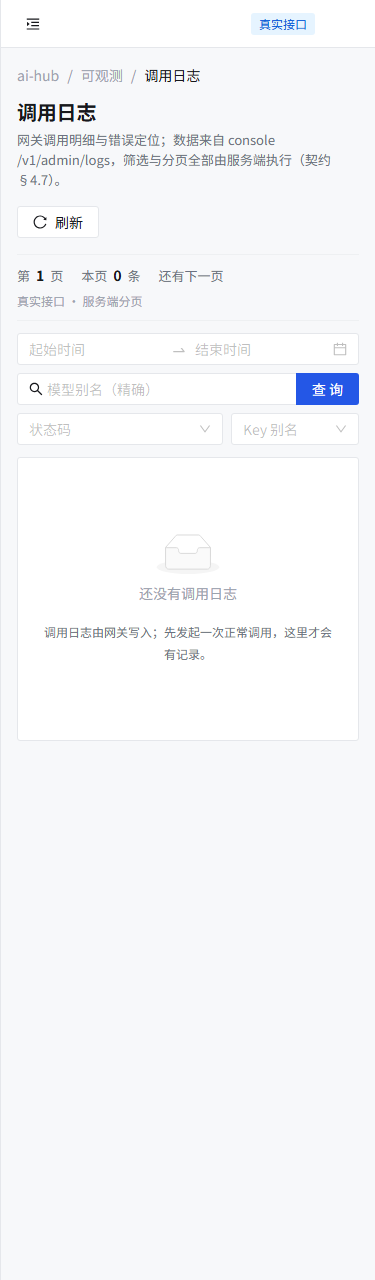 真实接口
ai-hub / 可观测 / 调用日志
调用日志
网关调用明细与错误定位；数据来自 console
/v1/admin/logs，筛选与分页全部由服务端执行（契约
§4.7）。
刷新
第 1 页 本页 0 条 还有下一页
真实接口 · 服务端分页
起始时间 → 结束时间
模型别名（精确） 查 询
状态码 Key 别名
还没有调用日志
调用日志由网关写入；先发起一次正常调用，这里才会
有记录。